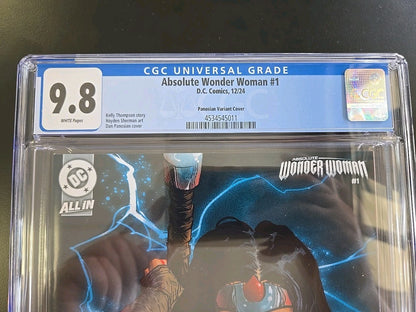 CGC UNIVERSAL GRADE
Absolute Wonder Woman #1
D.C. Comics, 12/24
9.8
WHITE Pages
Panosian Variant Cover
Kelly Thompson story
Hayden Sherman art
Dan Panosian cover
4534545011
CGC
DC
ALL IN
ABSOLUTE
WONDER WOMAN
#1